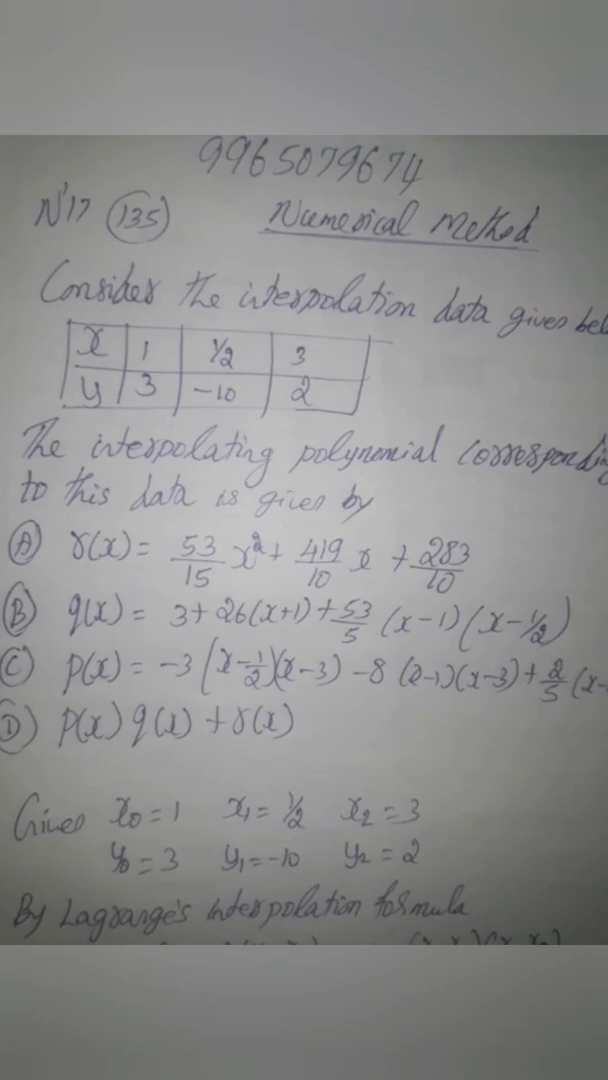 9965079674
N'17 (135) Numerical Method
Consider the interpolation data given bel
x 1 1/2 3
y 3 -10 2
The interpolating polynomial correspondin
to this data is given by
(A) r(x) = 53/15 x² + 419/10 x + 283/10
(B) q(x) = 3+26(x+1)+53/5 (x-1)(x-1/2)
(C) p(x) = -3(x-1/2)(x-3) -8(x-1)(x-3)+2/5(x-
D) p(x) q(x) + r(x)
Given x₀ = 1 x₁ = 1/2 x₂ = 3
y₀ = 3 y₁ = -10 y₂ = 2
By Lagrange's interpolation formula